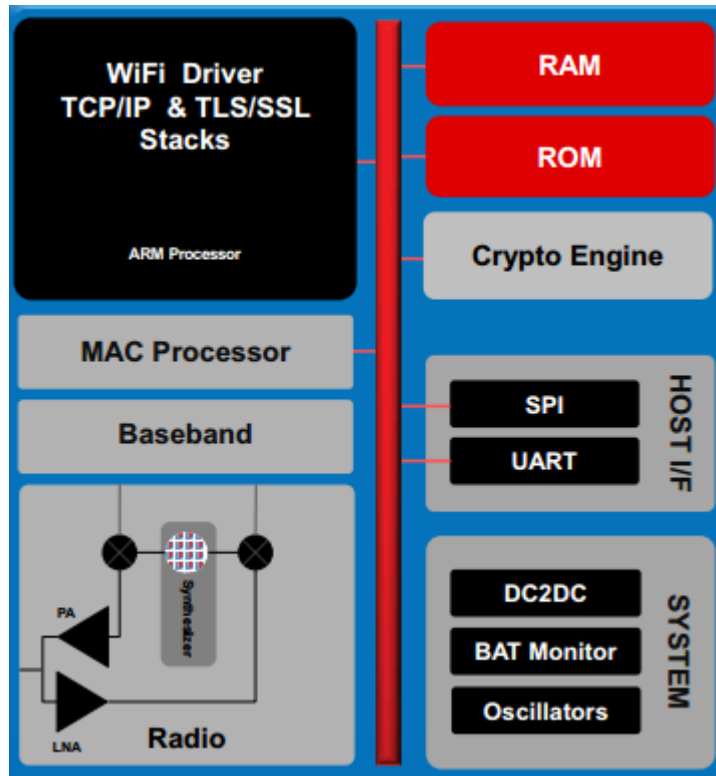 WiFi Driver
TCP/IP & TLS/SSL
Stacks
ARM Processor
MAC Processor
Baseband
Synthesizer
PA
LNA
Radio
RAM
ROM
Crypto Engine
SPI
UART
HOST I/F
DC2DC
BAT Monitor
Oscillators
SYSTEM